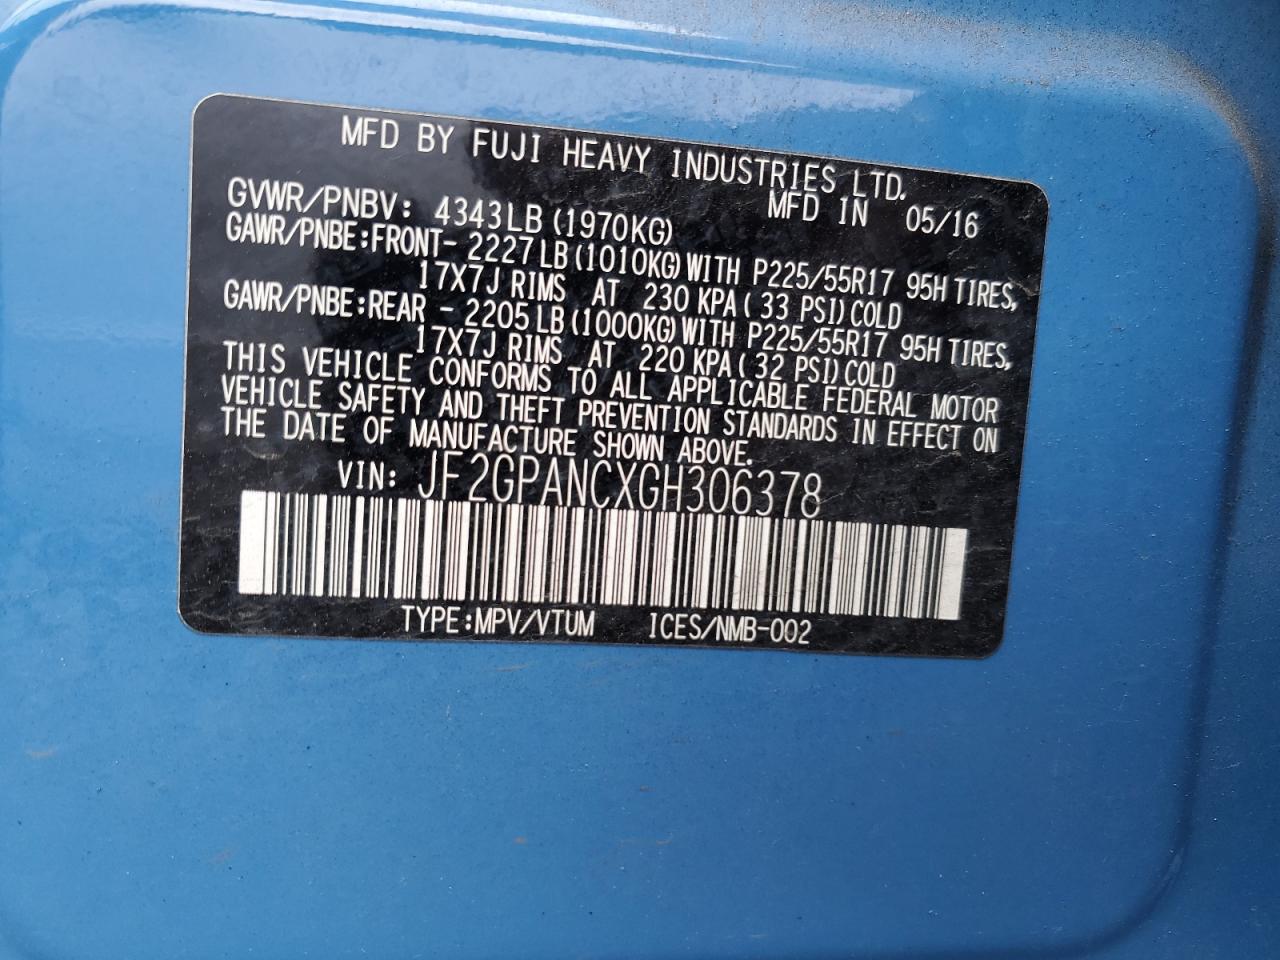 MFD BY FUJI HEAVY INDUSTRIES LTD.
MFD IN 05/16
GVWR/PNBV: 4343LB (1970KG)
GAWR/PNBE:FRONT- 2227LB (1010KG) WITH P225/55R17 95H TIRES,
17X7J RIMS AT 230 KPA (33 PSI) COLD
GAWR/PNBE:REAR - 2205LB (1000KG) WITH P225/55R17 95H TIRES,
17X7J RIMS AT 220 KPA (32 PSI) COLD
THIS VEHICLE CONFORMS TO ALL APPLICABLE FEDERAL MOTOR
VEHICLE SAFETY AND THEFT PREVENTION STANDARDS IN EFFECT ON
THE DATE OF MANUFACTURE SHOWN ABOVE.
VIN: JF2GPANCXGH306378
TYPE:MPV/VTUM ICES/NMB-002